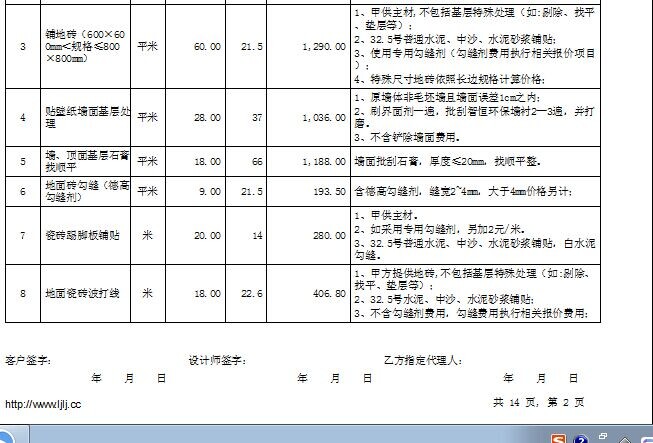 1、甲供主材,不包括基层特殊处理（如:剔除、找平
、垫层等）;
3 铺地砖（600×60 平米 60.00 21.5 1,290.00 2、32.5号普通水泥、中沙、水泥砂浆铺贴;
0mm＜规格≤800 3、使用专用勾缝剂（勾缝剂费用执行相关报价项目
×800mm） ）;
4、特殊尺寸地砖依照长边规格计算价格;
1、原墙体非毛坯墙且墙面误差1cm之内;
4 贴壁纸墙面基层处 平米 28.00 37 1,036.00 2、刷界面剂一遍，批刮智恒环保墙衬2—3遍，并打
理 磨。
3、不含铲除墙面费用。
5 墙、顶面基层石膏 平米 18.00 66 1,188.00 墙面批刮石膏，厚度≤20mm，找顺平整。
找顺平
6 地面砖勾缝（德高 平米 9.00 21.5 193.50 含德高勾缝剂，缝宽2~4mm，大于4mm价格另计;
勾缝剂）
1、甲供主材。
7 瓷砖踢脚板铺贴 米 20.00 14 280.00 2、如采用专用勾缝剂，另加2元/米。
3、32.5号普通水泥、中沙、水泥砂浆铺贴，白水泥
勾缝。
1、甲方提供地砖,不包括基层特殊处理（如:剔除、
8 地面瓷砖波打线 米 18.00 22.6 406.80 找平、垫层等）;
2、32.5号水泥、中沙、水泥砂浆铺贴;
3、不含勾缝剂费用，勾缝费用执行相关报价费用;
客户签字: 设计师签字: 乙方指定代理人:
年 月 日 年 月 日 年 月 日
http://www.ljlj.cc 共 14 页, 第 2 页